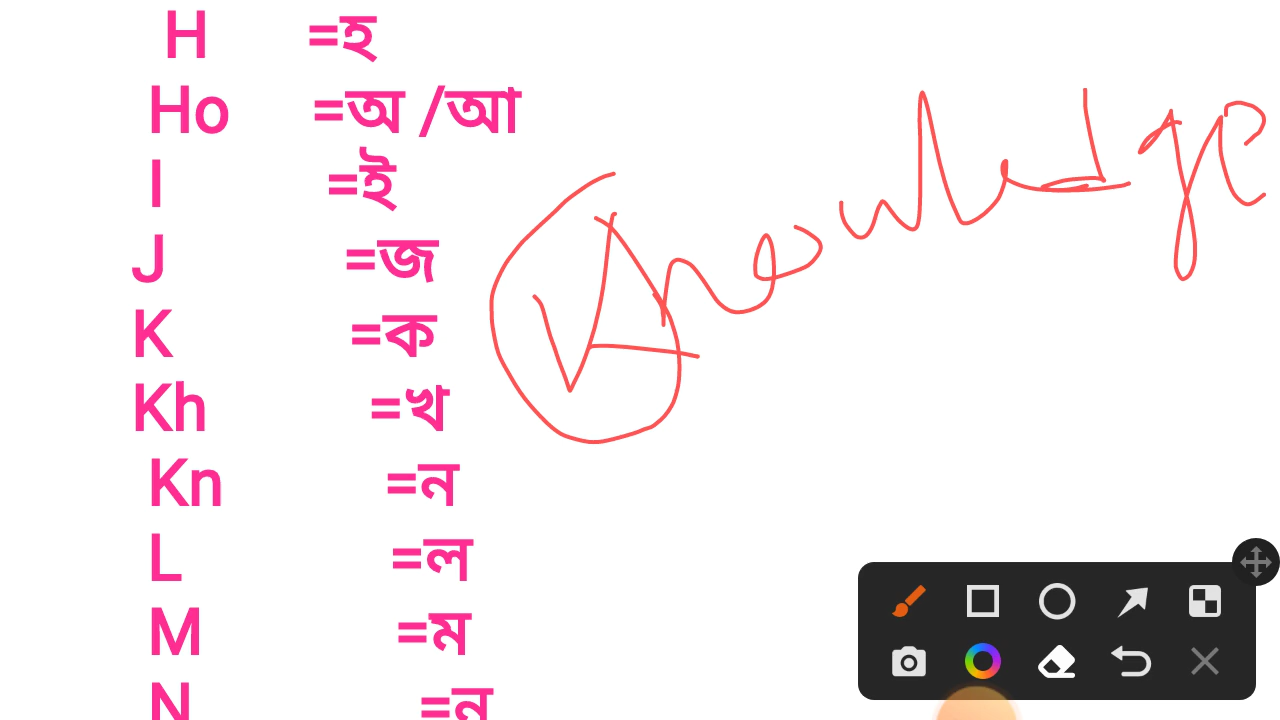 H =হ
Ho =অ /আ
I =ই
J =জ
K =ক
Kh =খ
Kn =ন
L =ল
M =ম
N =ন
Knowledge